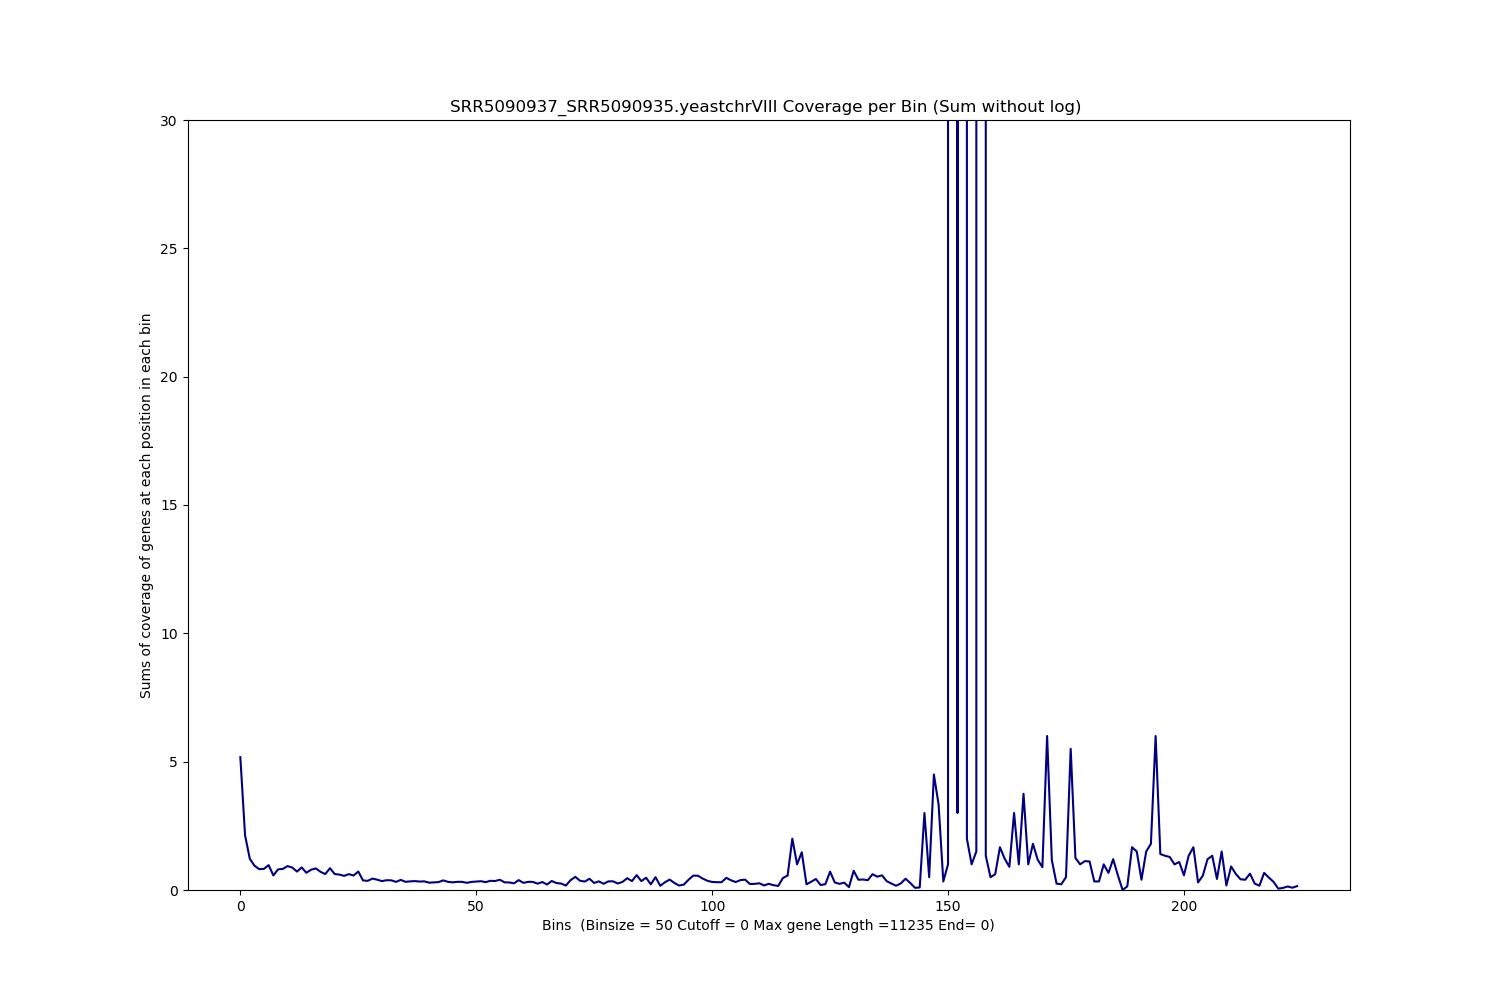 SRR5090937_SRR5090935.yeastchrVIII Coverage per Bin (Sum without log)
30
25
20
15
10
5
0
Sums of coverage of genes at each position in each bin
0 50 100 150 200
Bins  (Binsize = 50 Cutoff = 0 Max gene Length =11235 End= 0)